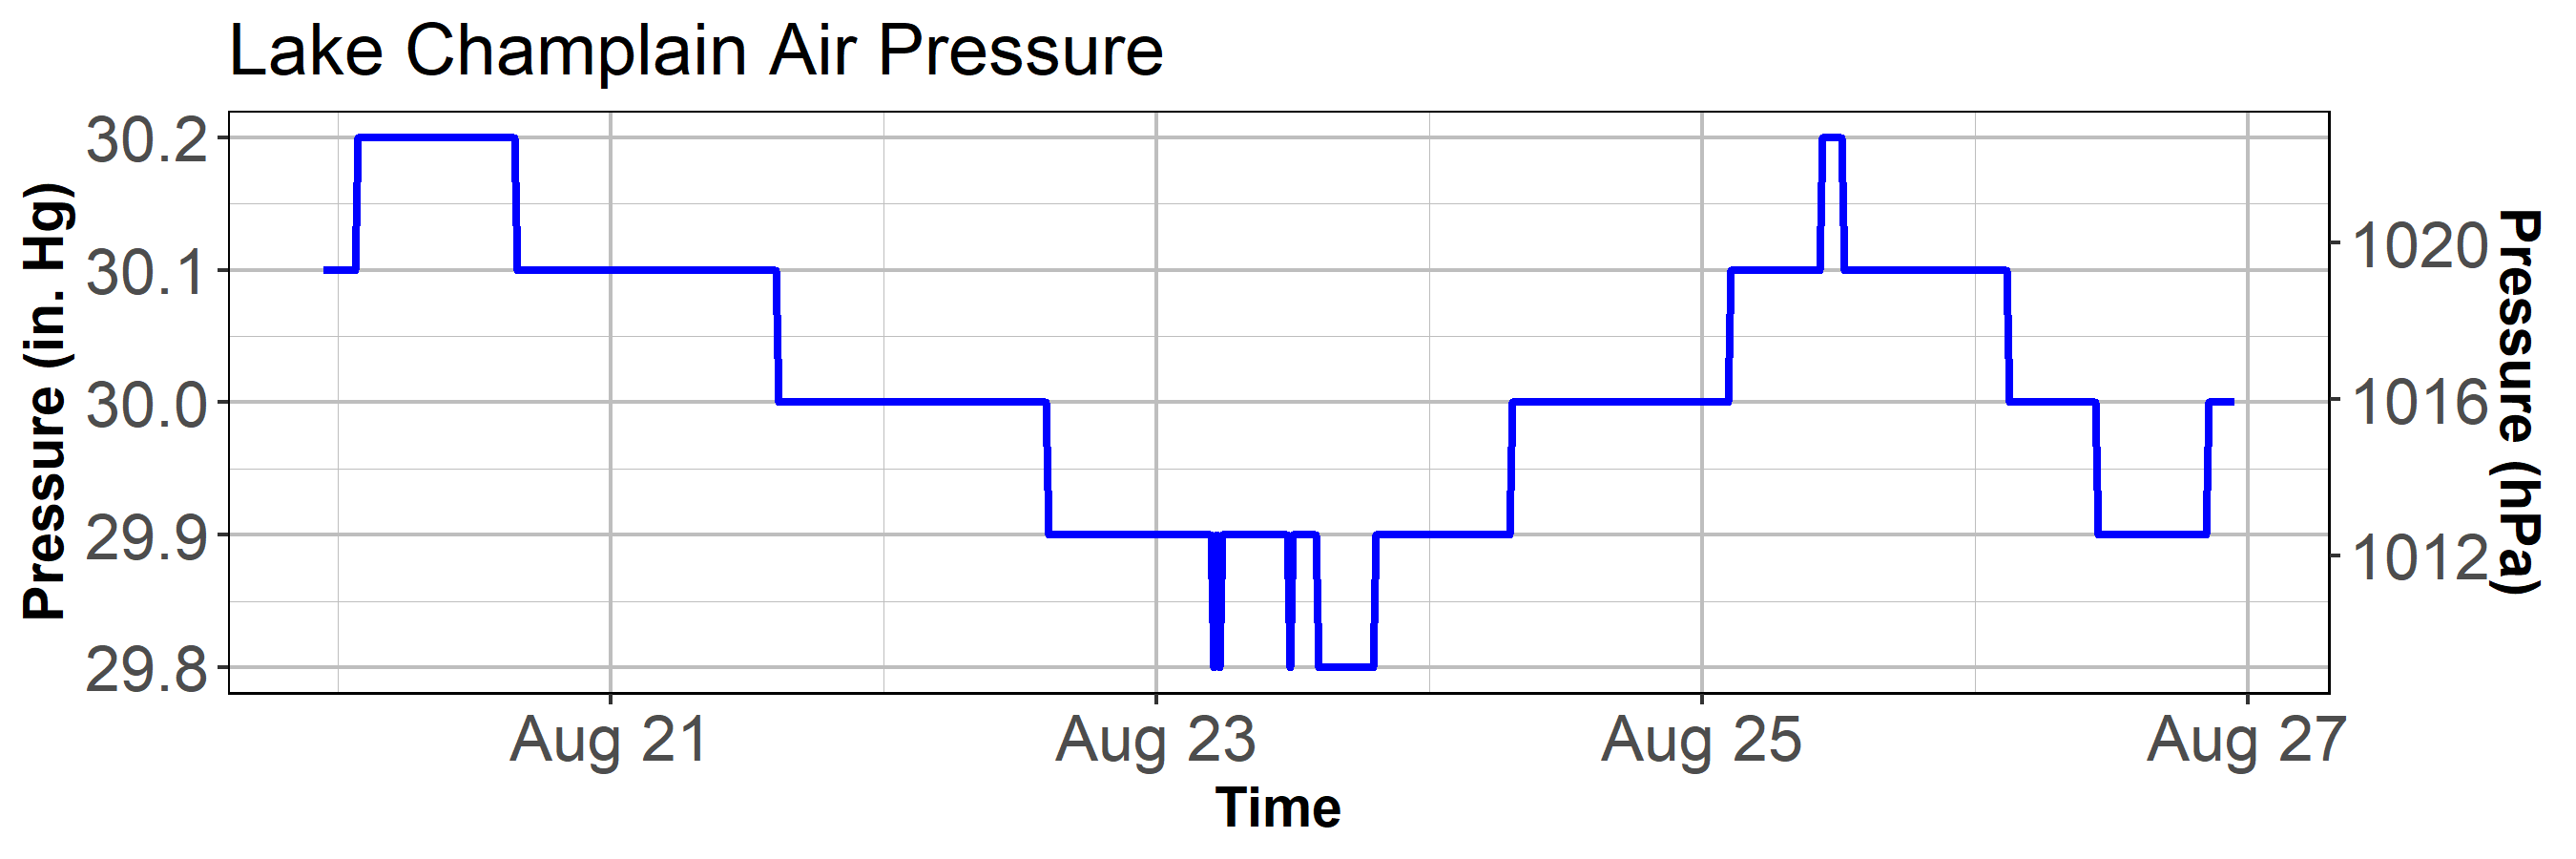 Lake Champlain Air Pressure
30.2
30.1
30.0
29.9
29.8
Pressure (in. Hg)
1020
1016
1012
Pressure (hPa)
Aug 21 Aug 23 Aug 25 Aug 27
Time